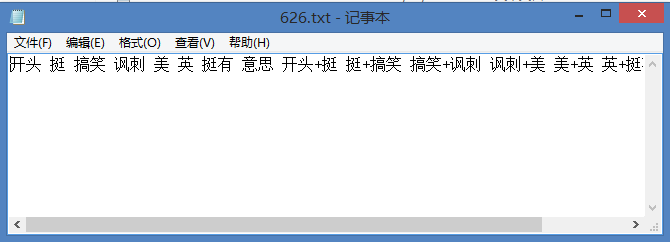 626.txt - 记事本
文件(F) 编辑(E) 格式(O) 查看(V) 帮助(H)
开头 挺 搞笑 讽刺 美 英 挺有 意思 开头+挺 挺+搞笑 搞笑+讽刺 讽刺+美 美+英 英+挺